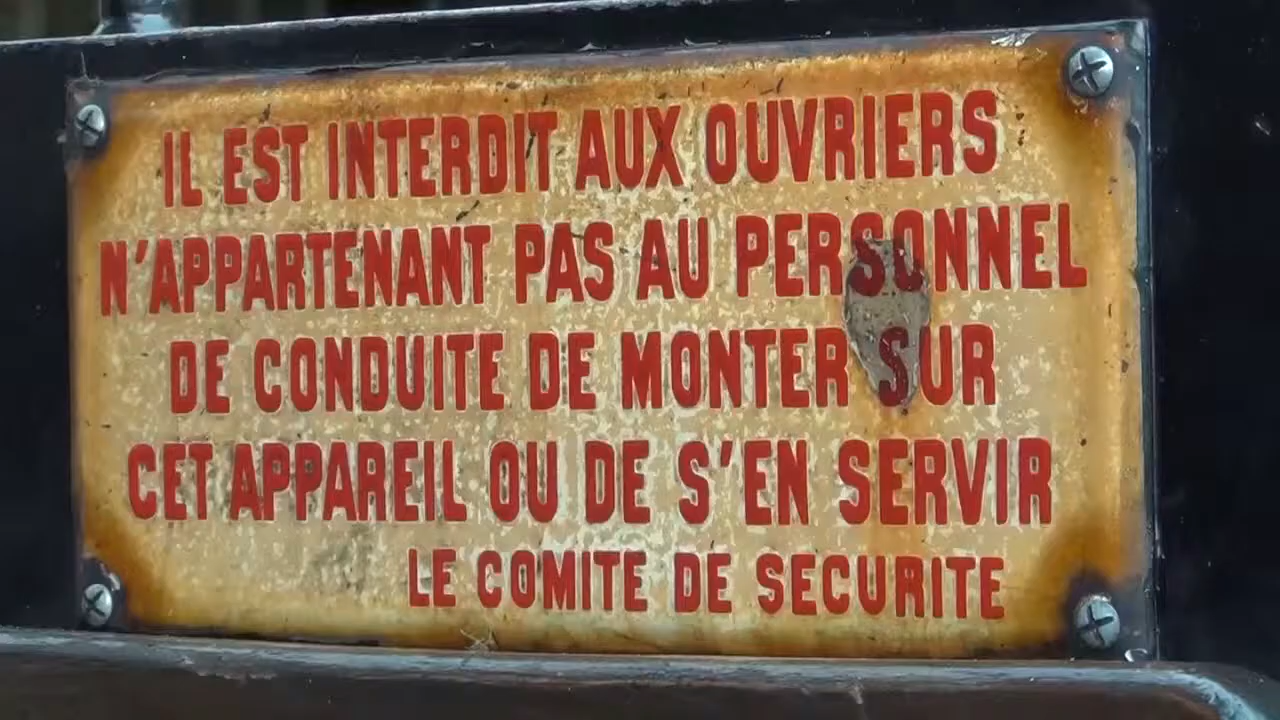 IL EST INTERDIT AUX OUVRIERS
N'APPARTENANT PAS AU PERSONNEL
DE CONDUITE DE MONTER SUR
CET APPAREIL OU DE S'EN SERVIR
LE COMITE DE SECURITE